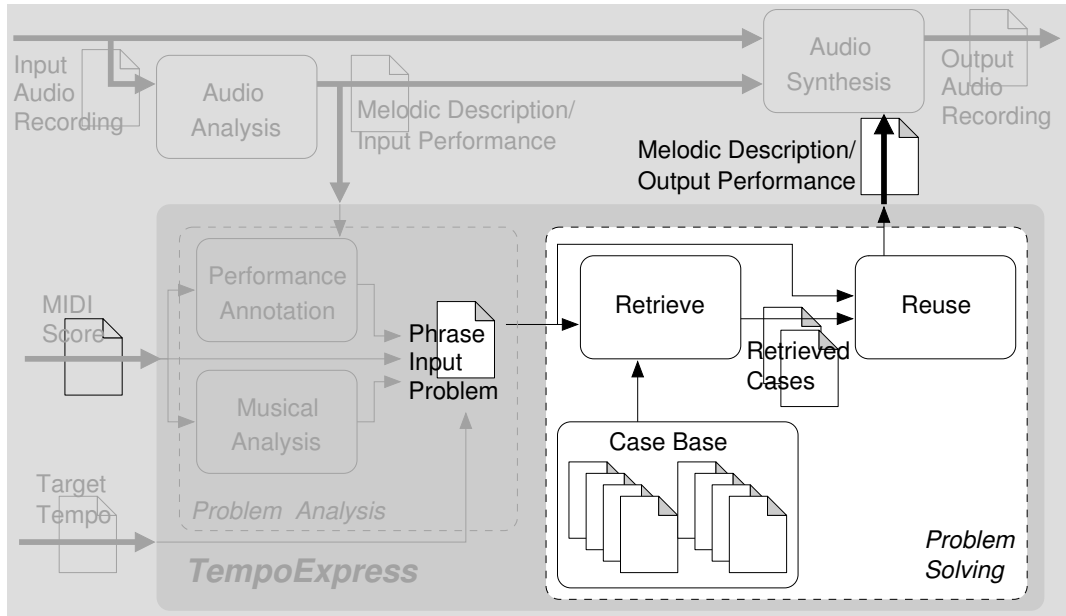 Input
Audio
Recording
Audio
Analysis
Melodic Description/
Input Performance
Audio
Synthesis
Output
Audio
Recording
Melodic Description/
Output Performance
MIDI
Score
Performance
Annotation
Musical
Analysis
Phrase
Input
Problem
Problem Analysis
Target
Tempo
TempoExpress
Retrieve
Reuse
Retrieved
Cases
Case Base
Problem
Solving